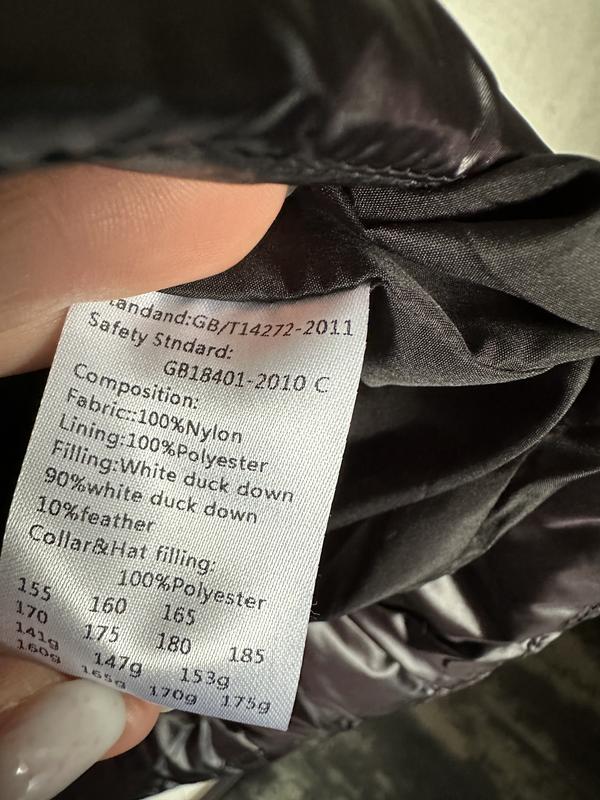 tandand:GB/T14272-2011
Safety Stndard:
GB18401-2010 C
Composition:
Fabric::100%Nylon
Lining:100%Polyester
Filling:White duck down
90%white duck down
10%feather
Collar&Hat filling:
100%Polyester
155 160 165
170 175 180 185
141g 147g 153g
160g 165g 170g 175g